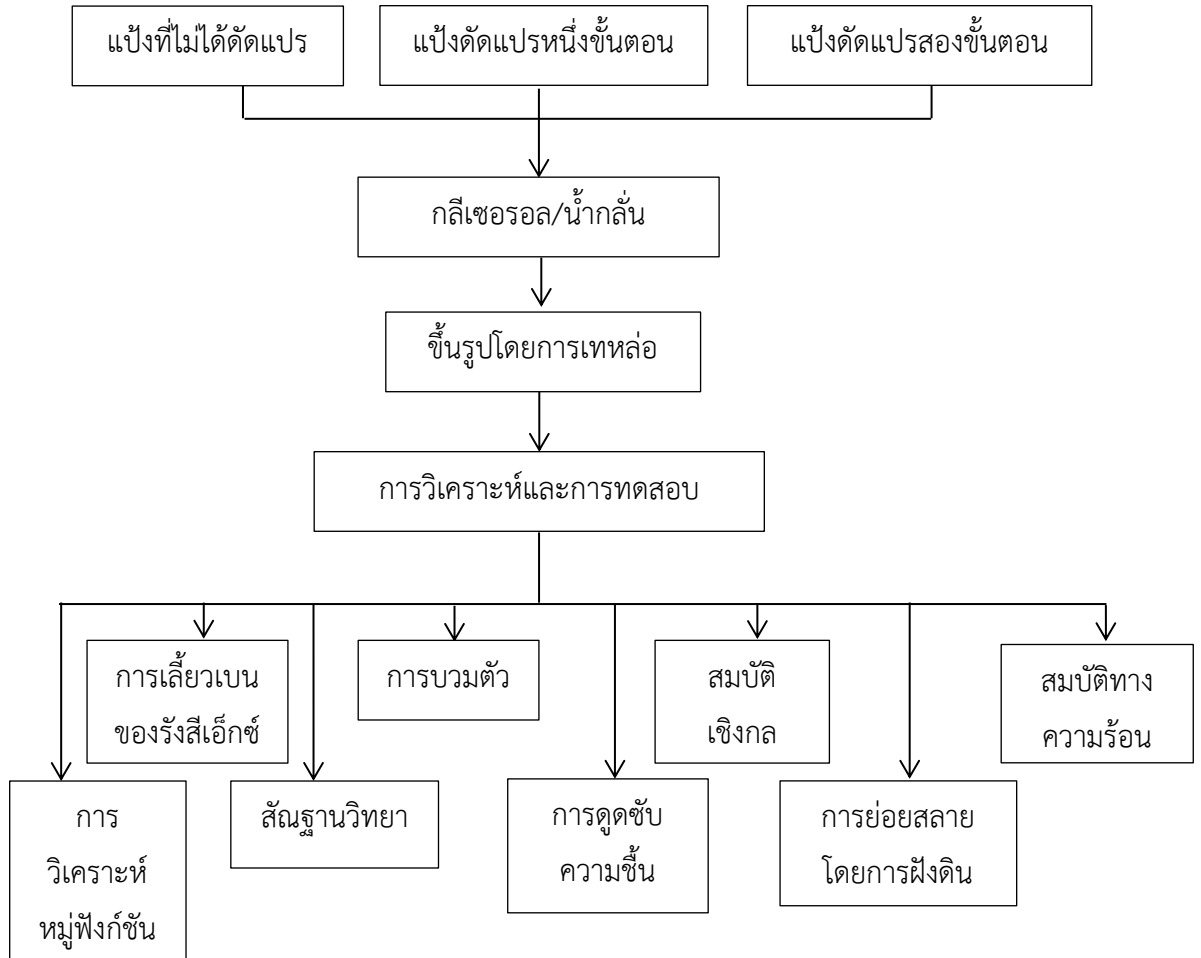 แป้งที่ไม่ได้ดัดแปร
แป้งดัดแปรหนึ่งขั้นตอน
แป้งดัดแปรสองขั้นตอน
กลีเซอรอล/น้ำกลั่น
ขึ้นรูปโดยการเทหล่อ
การวิเคราะห์และการทดสอบ
การเลี้ยวเบน
ของรังสีเอ็กซ์
การบวมตัว
สมบัติ
เชิงกล
สมบัติทาง
ความร้อน
การ
วิเคราะห์
หมู่ฟังก์ชัน
สัณฐานวิทยา
การดูดซับ
ความชื้น
การย่อยสลาย
โดยการฝังดิน